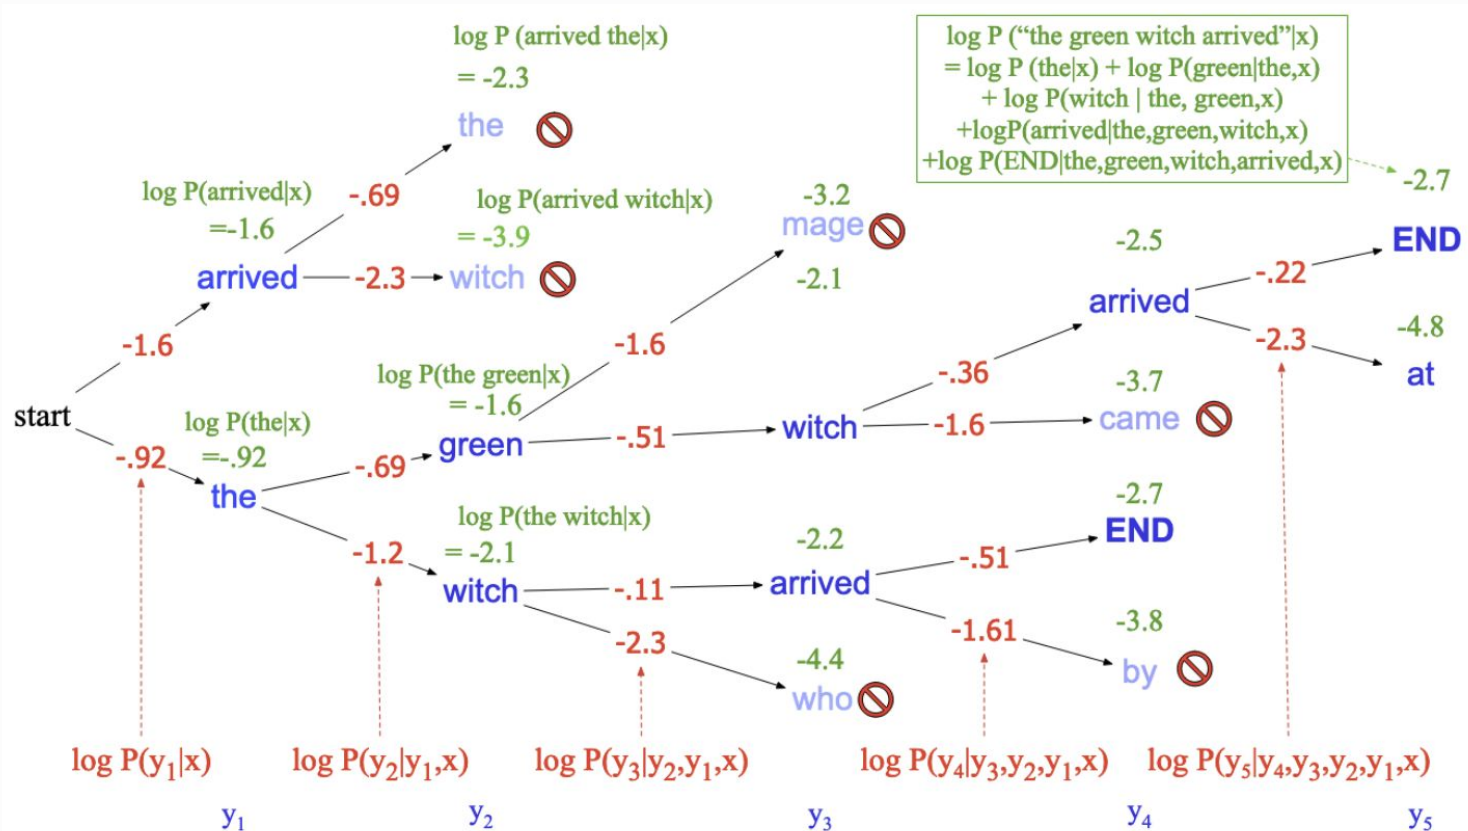 log P (arrived the|x)
= -2.3
the
log P (“the green witch arrived”|x)
= log P (the|x) + log P(green|the,x)
+ log P(witch | the, green,x)
+logP(arrived|the,green,witch,x)
+log P(END|the,green,witch,arrived,x)
-2.7
END
log P(arrived|x)
=-1.6
arrived
-.69
log P(arrived witch|x)
= -3.9
-2.3
witch
-3.2
mage
-2.1
-2.5
arrived
-.22
-2.3
-4.8
at
-1.6
-1.6
start
log P(the green|x)
= -1.6
green
-.51
witch
-.36
-1.6
-3.7
came
log P(the|x)
=-.92
-.92
the
-.69
-1.2
log P(the witch|x)
= -2.1
witch
-.11
-2.3
-2.2
arrived
-.51
-1.61
-2.7
END
-4.4
who
-3.8
by
log P(y1|x)
log P(y2|y1,x)
log P(y3|y2,y1,x)
log P(y4|y3,y2,y1,x)
log P(y5|y4,y3,y2,y1,x)
y1
y2
y3
y4
y5